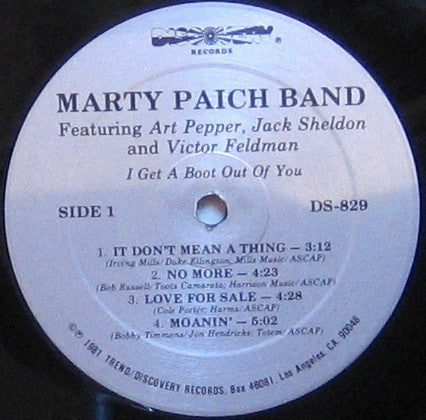 DISCOVERY®
RECORDS
MARTY PAICH BAND
Featuring Art Pepper, Jack Sheldon
and Victor Feldman
I Get A Boot Out Of You
SIDE 1 DS-829
1. IT DON'T MEAN A THING – 3:12
(Irving Mills/Duke Ellington, Mills Music/ASCAP)
2. NO MORE – 4:23
(Bob Russell/Toots Camarata; Harrison Music/ASCAP)
3. LOVE FOR SALE – 4:28
(Cole Porter; Harms/ASCAP)
4. MOANIN' – 5:02
(Bobby Timmons/Jon Hendricks; Totem/ASCAP)
©℗ 1981 TREND/DISCOVERY RECORDS, Box 48081, Los Angeles, CA. 90048